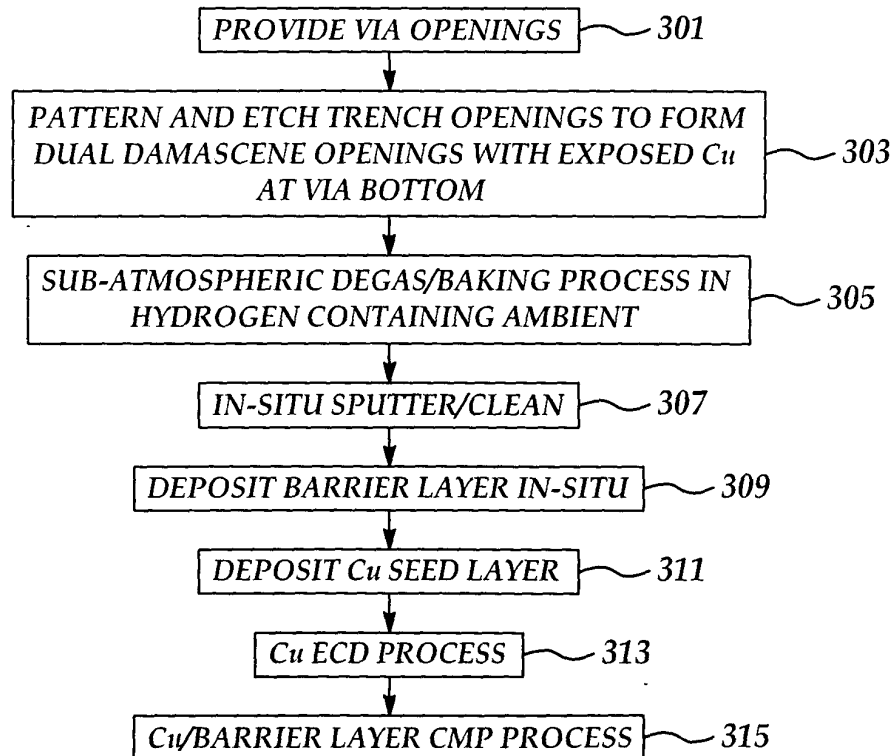 PROVIDE VIA OPENINGS 301
PATTERN AND ETCH TRENCH OPENINGS TO FORM
DUAL DAMASCENE OPENINGS WITH EXPOSED Cu
AT VIA BOTTOM
303
SUB-ATMOSPHERIC DEGAS/BAKING PROCESS IN
HYDROGEN CONTAINING AMBIENT
305
IN-SITU SPUTTER/CLEAN 307
DEPOSIT BARRIER LAYER IN-SITU 309
DEPOSIT Cu SEED LAYER 311
Cu ECD PROCESS 313
Cu/BARRIER LAYER CMP PROCESS 315